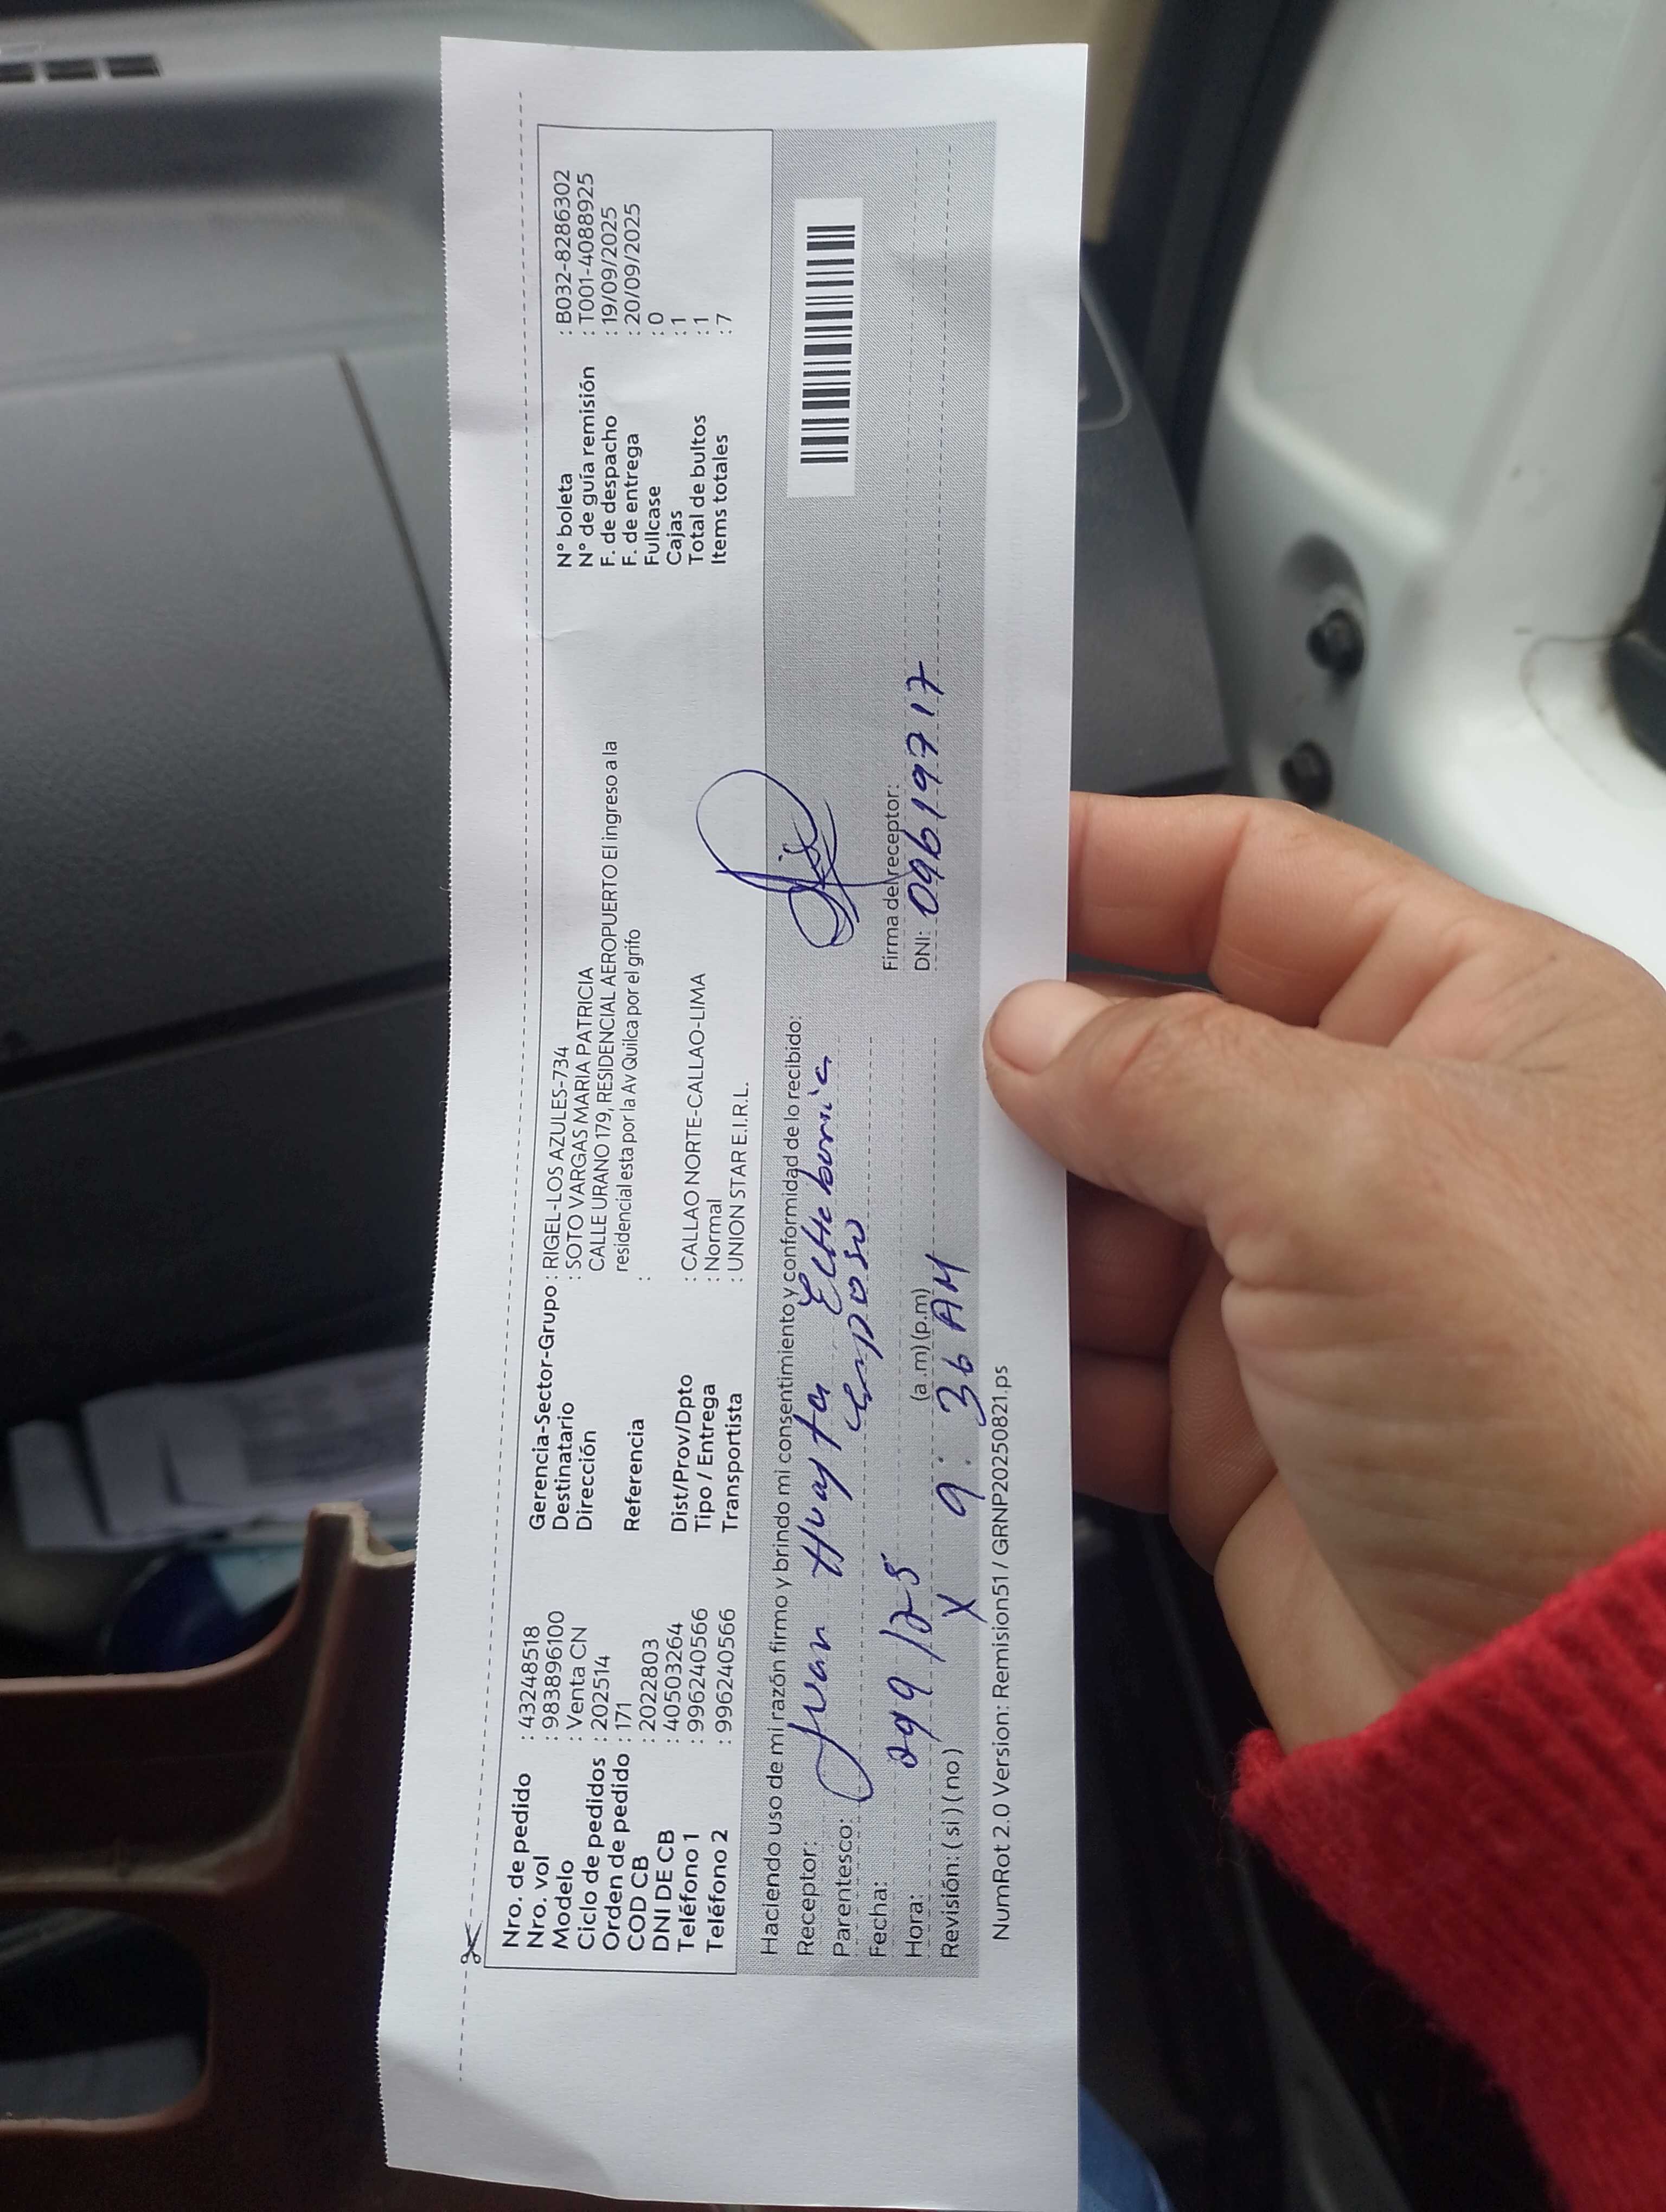 Nro. de pedido : 43248518
Nro. vol : 983896100
Modelo : Venta CN
Ciclo de pedidos : 202514
Orden de pedido : 171
COD CB : 2022803
DNI DE CB : 40503264
Teléfono 1 : 996240566
Teléfono 2 : 996240566
Gerencia-Sector-Grupo : RIGEL-LOS AZULES-734
Destinatario : SOTO VARGAS MARIA PATRICIA
Dirección CALLE URANO 179, RESIDENCIAL AEROPUERTO El ingreso a la
residencial esta por la Av Quilca por el grifo
Referencia :
Dist/Prov/Dpto : CALLAO NORTE-CALLAO-LIMA
Tipo / Entrega : Normal
Transportista : UNION STAR E.I.R.L.
N° boleta : B032-8286302
N° de guía remisión : T001-4088925
F. de despacho : 19/09/2025
F. de entrega : 20/09/2025
Fullcase : 0
Cajas : 1
Total de bultos : 1
Items totales : 7
Haciendo uso de mi razón firmo y brindo mi consentimiento y conformidad de lo recibido:
Receptor: Juan Huayta
Parentesco: esposo
Fecha:
Hora: (a.m) (p.m)
Revisión: ( si ) ( no ) X 9: 36 AM
Firma del receptor:
DNI: 09619717
NumRot 2.0 Version: Remision51 / GRNP20250821.ps